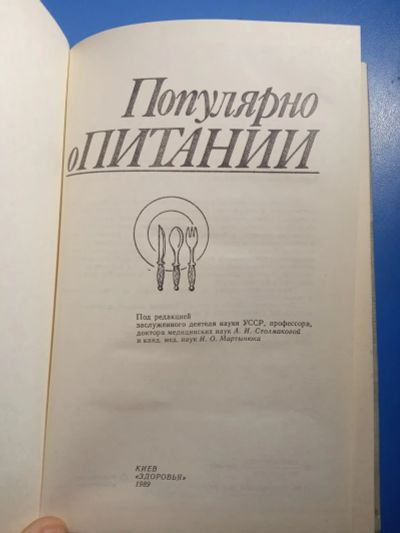 Популярно
о ПИТАНИИ
Под редакцией
заслуженного деятеля науки УССР, профессора,
доктора медицинских наук А. И. Столмаковой
и канд. мед. наук И. О. Мартынюка
КИЕВ
«ЗДОРОВЬЯ»
1989